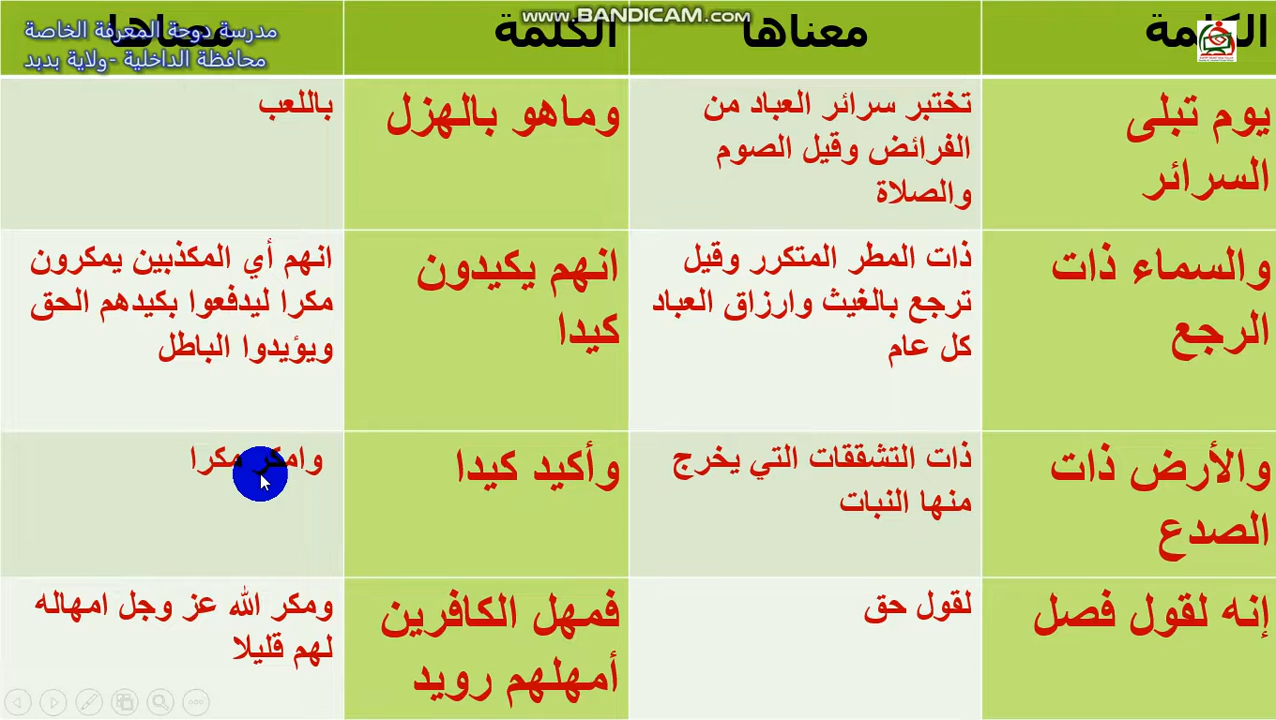 www.BANDICAM.com
مدرسة دوحة المعرفة الخاصة
محافظة الداخلية -ولاية بدبد
الكلمة
معناها
الكلمة
معناها
يوم تبلى
السرائر
تختبر سرائر العباد من
الفرائض وقيل الصوم
والصلاة
وماهو بالهزل
باللعب
والسماء ذات
الرجع
ذات المطر المتكرر وقيل
ترجع بالغيث وارزاق العباد
كل عام
انهم يكيدون
كيدا
انهم أي المكذبين يمكرون
مكرا ليدفعوا بكيدهم الحق
ويؤيدوا الباطل
والأرض ذات
الصدع
ذات التشققات التي يخرج
منها النبات
وأكيد كيدا
وامكر مكرا
إنه لقول فصل
لقول حق
فمهل الكافرين
أمهلهم رويد
ومكر الله عز وجل امهاله
لهم قليلا